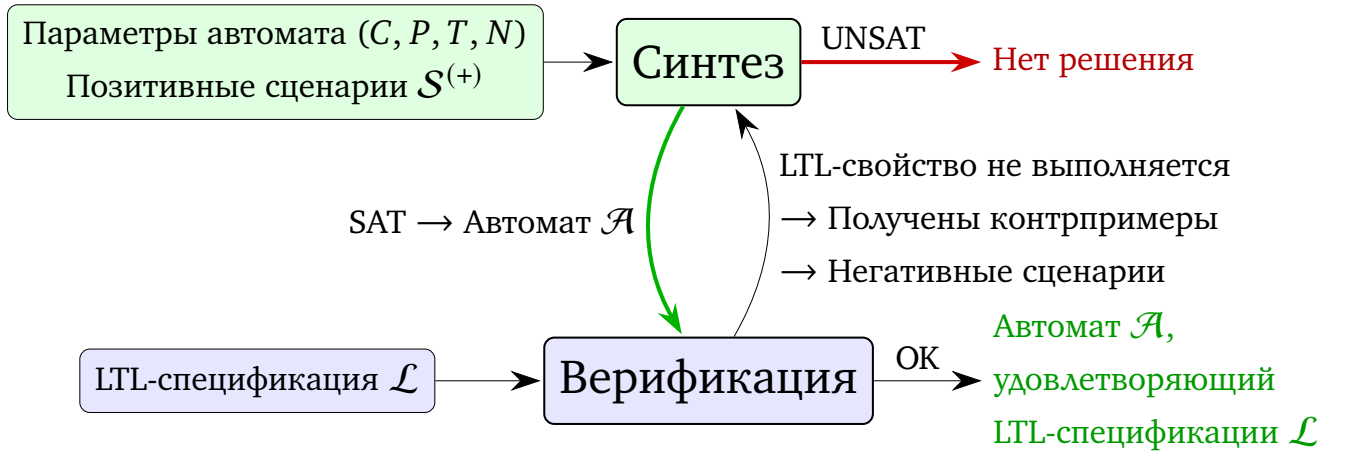 Параметры автомата (C, P, T, N)
Позитивные сценарии 𝓢⁽⁺⁾
Синтез
UNSAT
Нет решения
SAT → Автомат 𝒜
LTL-свойство не выполняется
→ Получены контрпримеры
→ Негативные сценарии
LTL-спецификация ℒ
Верификация
OK
Автомат 𝒜,
удовлетворяющий
LTL-спецификации ℒ